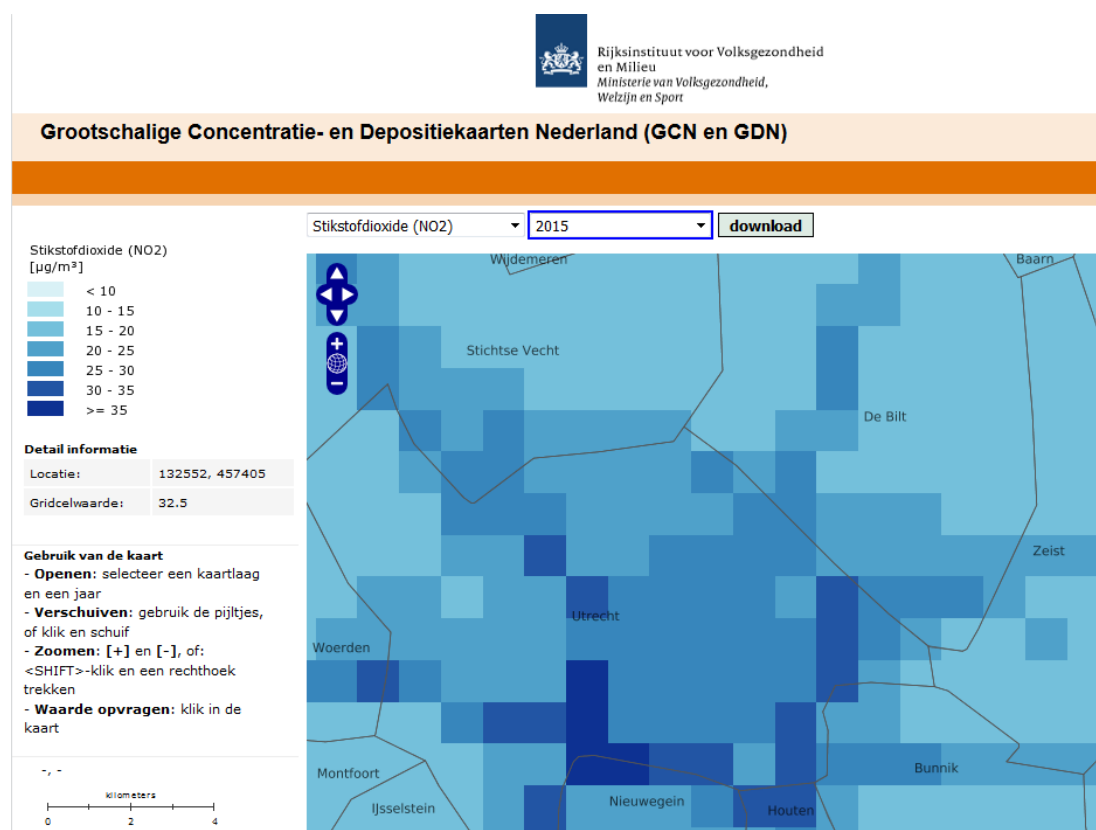 Rijksinstituut voor Volksgezondheid
en Milieu
Ministerie van Volksgezondheid,
Welzijn en Sport
Grootschalige Concentratie- en Depositiekaarten Nederland (GCN en GDN)
Stikstofdioxide (NO2)
2015
download
Stikstofdioxide (NO2)
[µg/m³]
< 10
10 - 15
15 - 20
20 - 25
25 - 30
30 - 35
>= 35
Detail informatie
Locatie: 132552, 457405
Gridcelwaarde: 32.5
Gebruik van de kaart
- Openen: selecteer een kaartlaag
en een jaar
- Verschuiven: gebruik de pijltjes,
of klik en schuif
- Zoomen: [+] en [-], of:
<SHIFT>-klik en een rechthoek
trekken
- Waarde opvragen: klik in de
kaart
-, -
kilometers
0 2 4
Wijdemeren
Baarn
Stichtse Vecht
De Bilt
Zeist
Utrecht
Woerden
Montfoort
Bunnik
IJsselstein
Nieuwegein
Houten